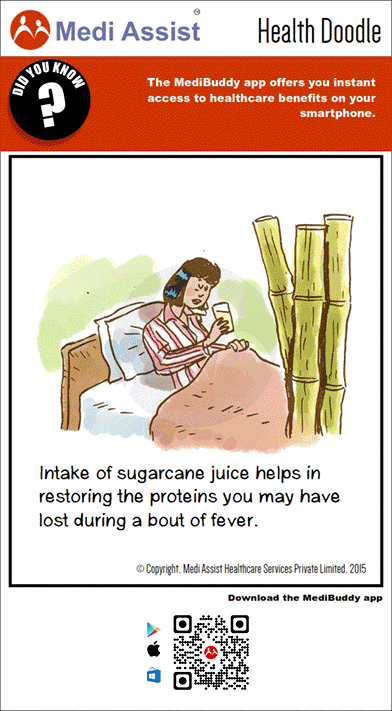 Medi Assist
TM
Health Doodle
DID YOU KNOW
?
The MediBuddy app offers you instant
access to healthcare benefits on your
smartphone.
Intake of sugarcane juice helps in
restoring the proteins you may have
lost during a bout of fever.
© Copyright, Medi Assist Healthcare Services Private Limited, 2015
Download the MediBuddy app